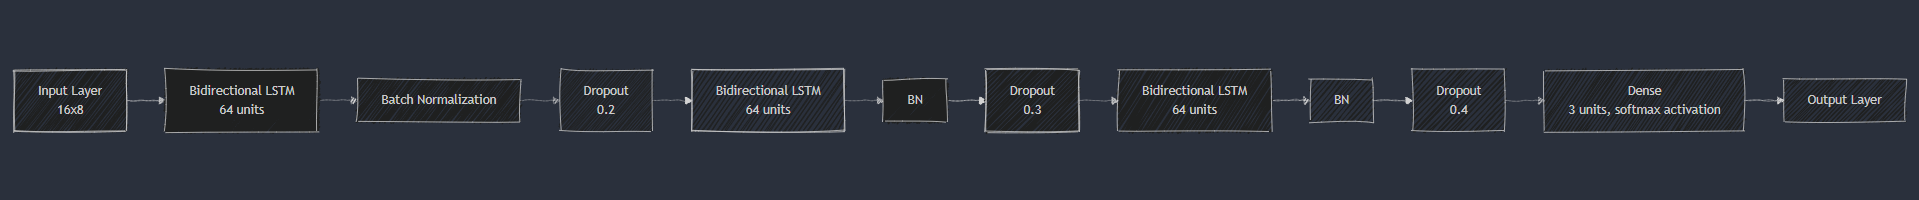 Input Layer
16x8
Bidirectional LSTM
64 units
Batch Normalization
Dropout
0.2
Bidirectional LSTM
64 units
BN
Dropout
0.3
Bidirectional LSTM
64 units
BN
Dropout
0.4
Dense
3 units, softmax activation
Output Layer